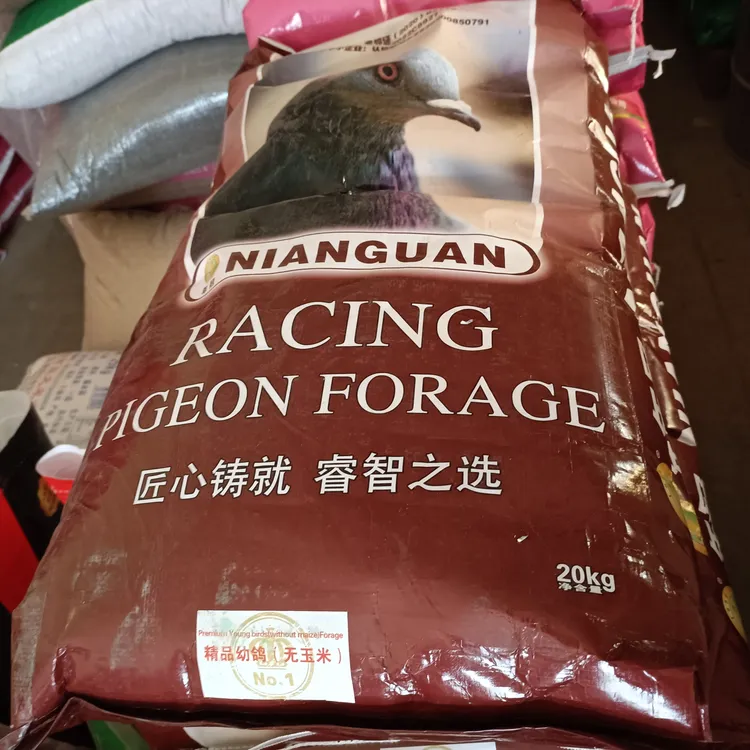 NIANGUAN
RACING
PIGEON FORAGE
匠心铸就 睿智之选
20kg
净含量
Premium Young birds(without maize)Forage
精品幼鸽(无玉米)
No.1